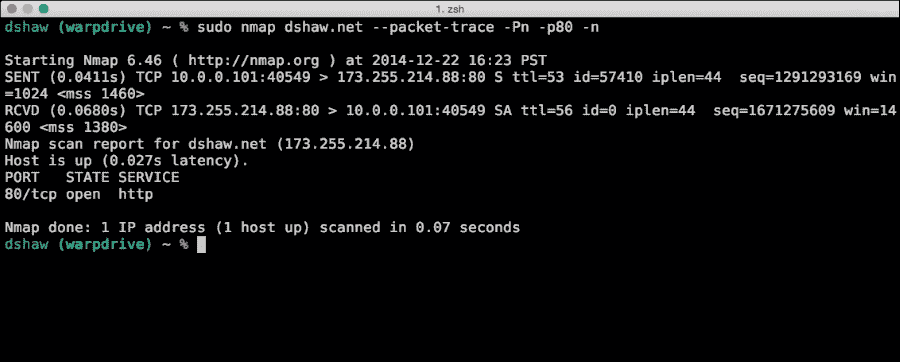 1. zsh
dshaw (warpdrive) ~ % sudo nmap dshaw.net --packet-trace -Pn -p80 -n
Starting Nmap 6.46 ( http://nmap.org ) at 2014-12-22 16:23 PST
SENT (0.0411s) TCP 10.0.0.101:40549 > 173.255.214.88:80 S ttl=53 id=57410 iplen=44  seq=1291293169 win
=1024 <mss 1460>
RCVD (0.0680s) TCP 173.255.214.88:80 > 10.0.0.101:40549 SA ttl=56 id=0 iplen=44  seq=1671275609 win=14
600 <mss 1380>
Nmap scan report for dshaw.net (173.255.214.88)
Host is up (0.027s latency).
PORT   STATE SERVICE
80/tcp open  http
Nmap done: 1 IP address (1 host up) scanned in 0.07 seconds
dshaw (warpdrive) ~ %